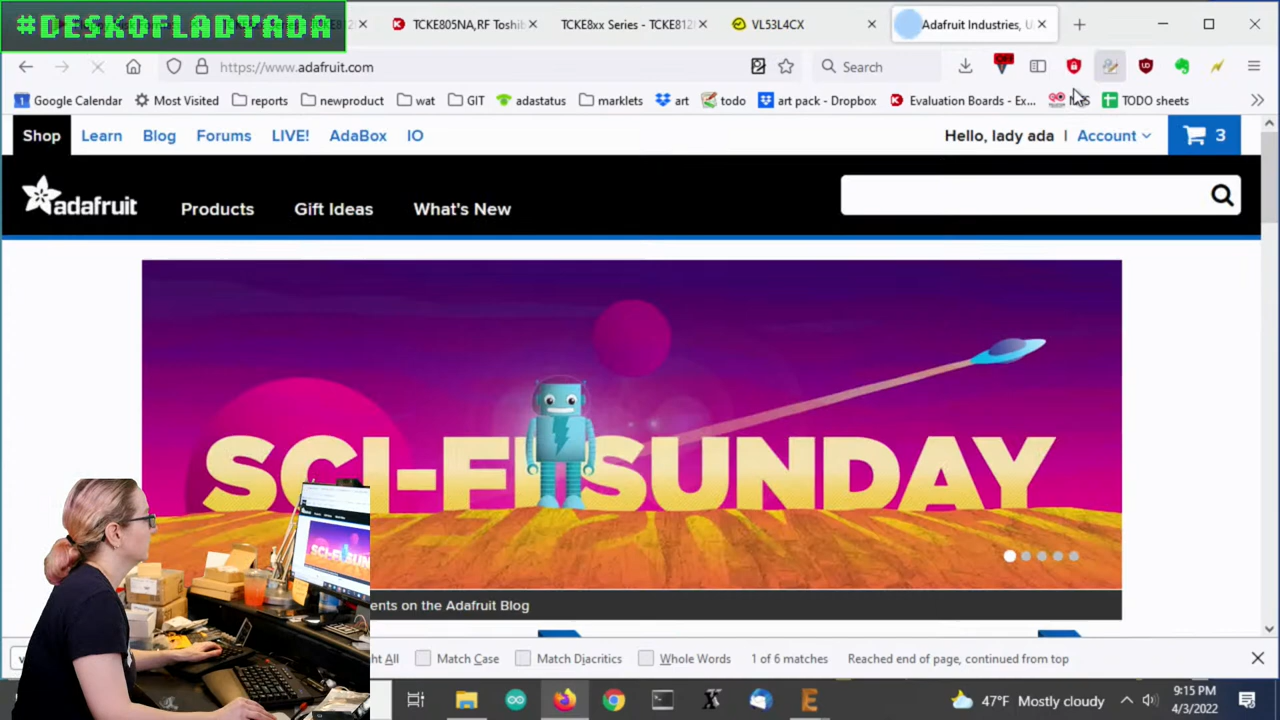 #DESKOFLADYADA
TCKE805NA,RF Toshib
TCKE8xx Series - TCKE812
VL53L4CX
Adafruit Industries, U
https://www.adafruit.com
OFF
Search
Google Calendar
Most Visited
reports
newproduct
wat
GIT
adastatus
marklets
art
todo
art pack - Dropbox
Evaluation Boards - Ex...
TODO sheets
Shop
Learn
Blog
Forums
LIVE!
AdaBox
IO
Hello, lady ada
Account
3
adafruit
Products
Gift Ideas
What's New
SCI-FI SUNDAY
ents on the Adafruit Blog
ht All
Match Case
Match Diacritics
Whole Words
1 of 6 matches
Reached end of page, continued from top
47°F Mostly cloudy
9:15 PM
4/3/2022